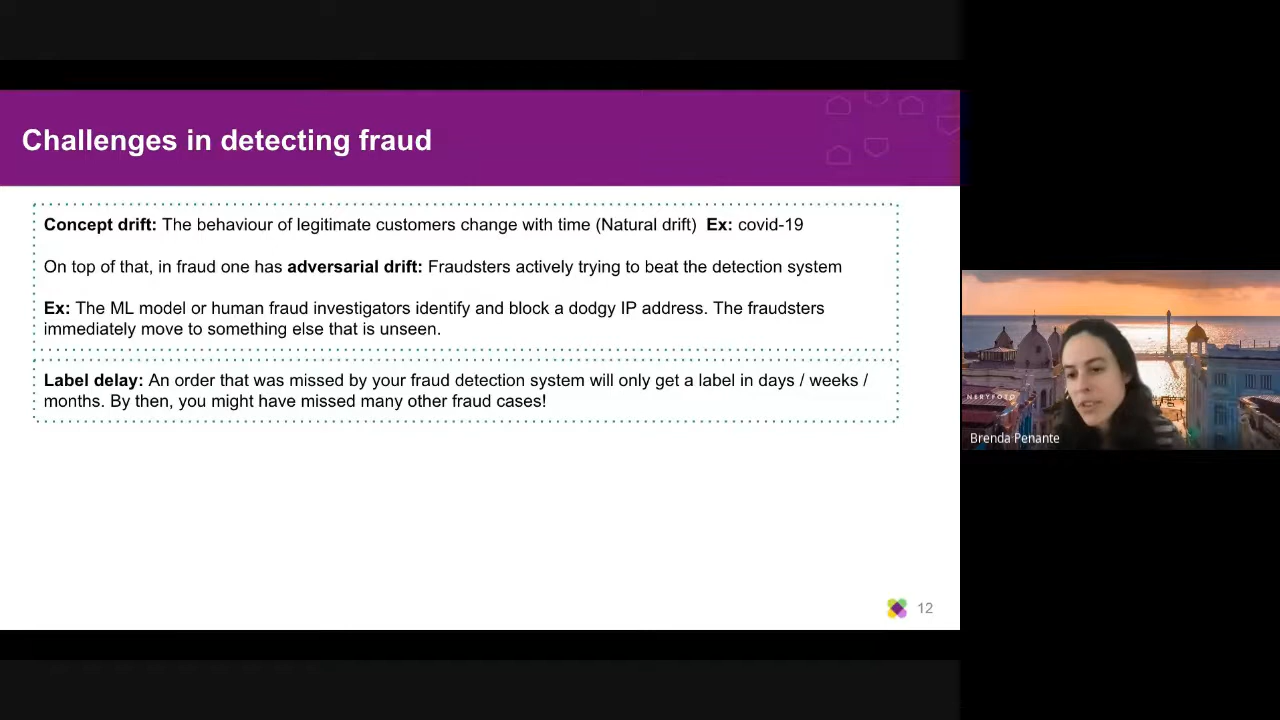 Challenges in detecting fraud
Concept drift: The behaviour of legitimate customers change with time (Natural drift)  Ex: covid-19
On top of that, in fraud one has adversarial drift: Fraudsters actively trying to beat the detection system
Ex: The ML model or human fraud investigators identify and block a dodgy IP address. The fraudsters
immediately move to something else that is unseen.
Label delay: An order that was missed by your fraud detection system will only get a label in days / weeks /
months. By then, you might have missed many other fraud cases!
12
NERYFOTO
Brenda Penante